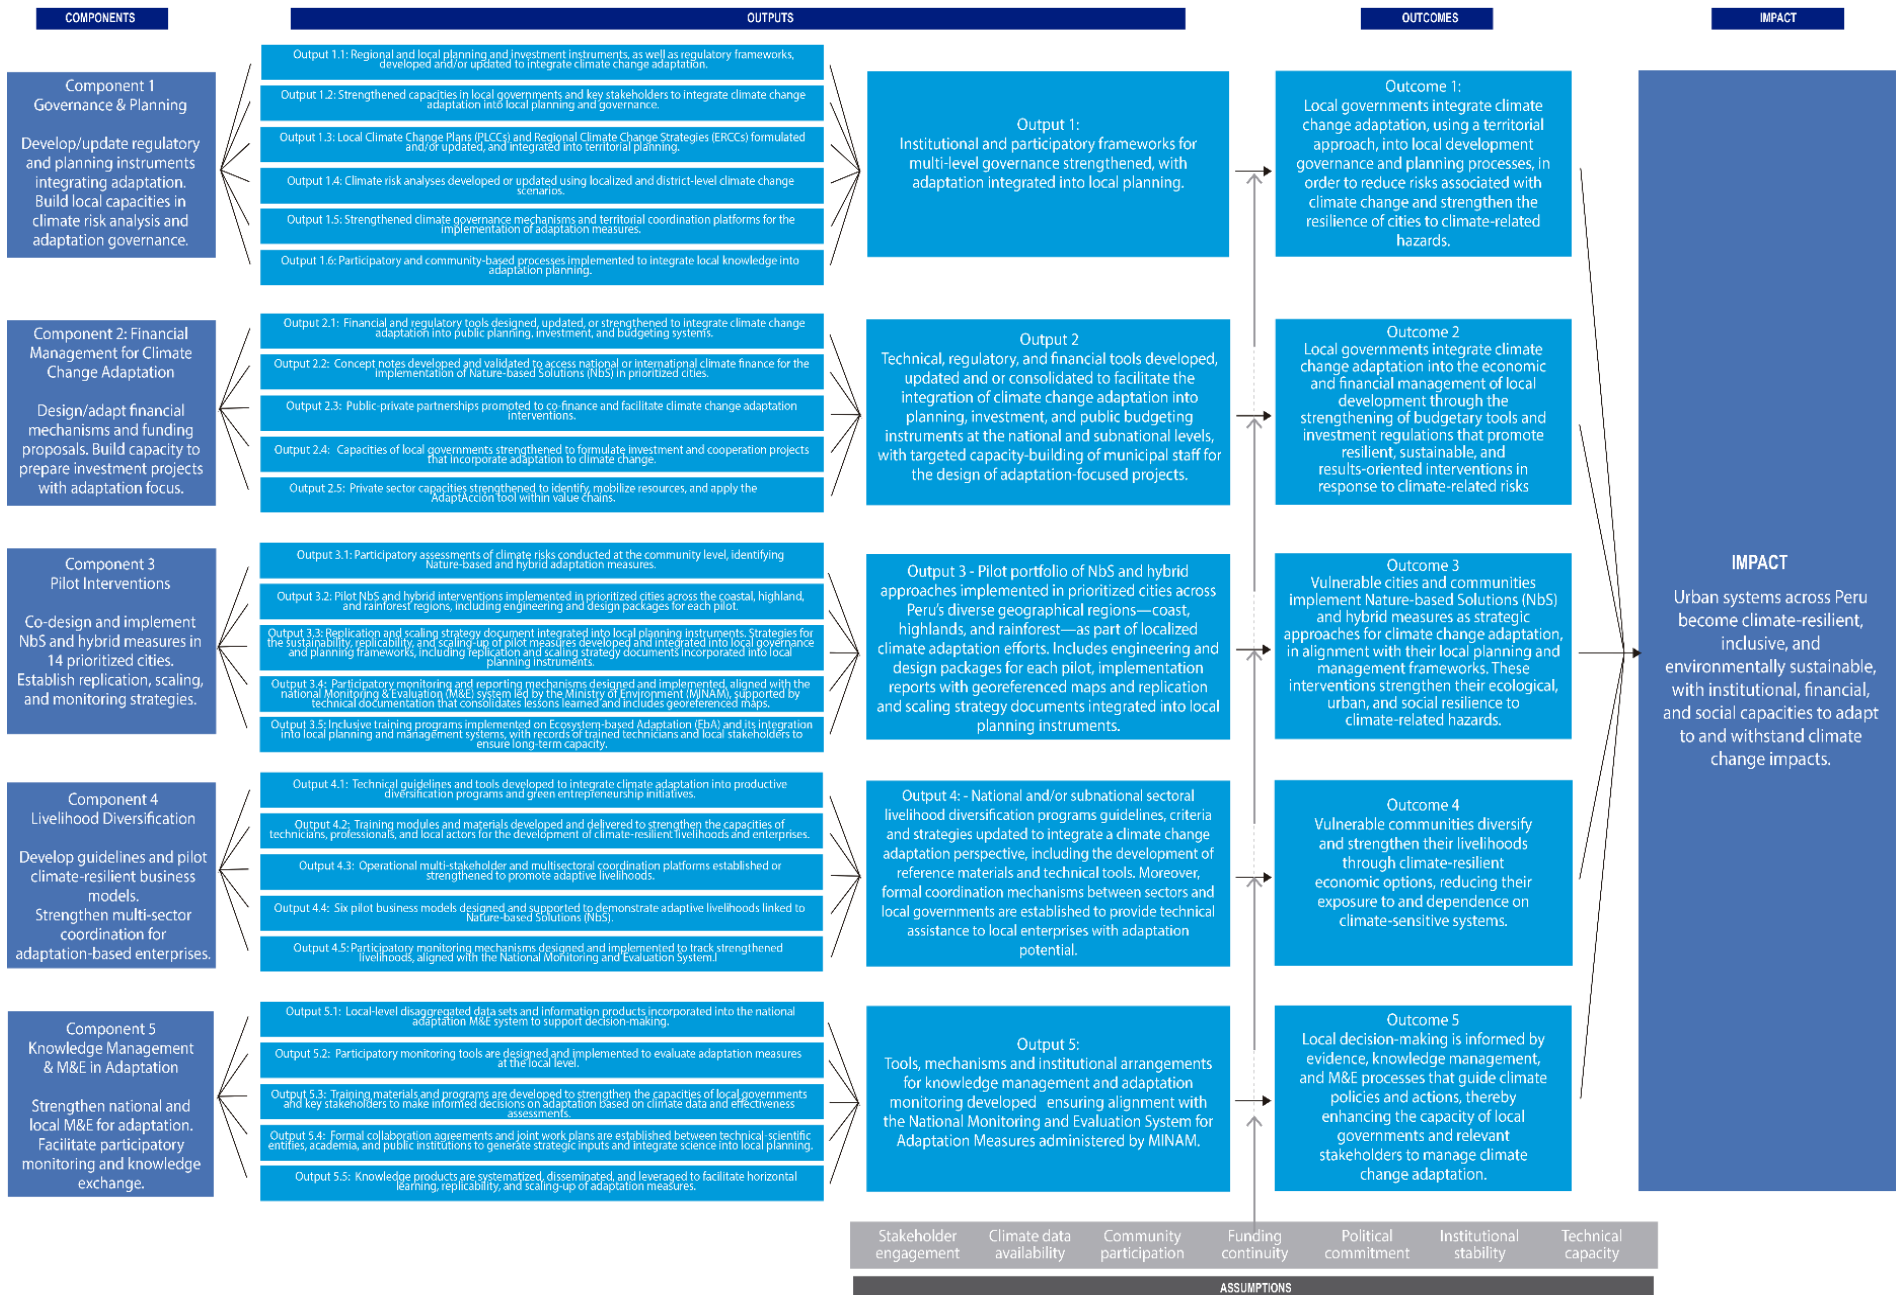 COMPONENTS
OUTPUTS
OUTCOMES
IMPACT
Component 1
Governance & Planning
Develop/update regulatory
and planning instruments
integrating adaptation.
Build local capacities in
climate risk analysis and
adaptation governance.
Output 1.1: Regional and local planning and investment instruments, as well as regulatory frameworks,
developed and/or updated to integrate climate change adaptation.
Output 1.2: Strengthened capacities in local governments and key stakeholders to integrate climate change
adaptation into local planning and governance.
Output 1.3: Local Climate Change Plans (PLCCs) and Regional Climate Change Strategies (ERCCs) formulated
and/or updated, and integrated into territorial planning.
Output 1.4: Climate risk analyses developed or updated using localized and district-level climate change
scenarios.
Output 1.5: Strengthened climate governance mechanisms and territorial coordination platforms for the
implementation of adaptation measures.
Output 1.6: Participatory and community-based processes implemented to integrate local knowledge into
adaptation planning.
Output 1:
Institutional and participatory frameworks for
multi-level governance strengthened, with
adaptation integrated into local planning.
Outcome 1:
Local governments integrate climate
change adaptation, using a territorial
approach, into local development
governance and planning processes, in
order to reduce risks associated with
climate change and strengthen the
resilience of cities to climate-related
hazards.
Component 2: Financial
Management for Climate
Change Adaptation
Design/adapt financial
mechanisms and funding
proposals. Build capacity to
prepare investment projects
with adaptation focus.
Output 2.1: Financial and regulatory tools designed, updated, or strengthened to integrate climate change
adaptation into public planning, investment, and budgeting systems.
Output 2.2: Concept notes developed and validated to access national or international climate finance for the
implementation of Nature-based Solutions (NbS) in prioritized cities.
Output 2.3: Public-private partnerships promoted to co-finance and facilitate climate change adaptation
interventions.
Output 2.4: Capacities of local governments strengthened to formulate investment and cooperation projects
that incorporate adaptation to climate change.
Output 2.5: Private sector capacities strengthened to identify, mobilize resources, and apply the
AdaptAcción tool within value chains.
Output 2
Technical, regulatory, and financial tools developed,
updated and or consolidated to facilitate the
integration of climate change adaptation into
planning, investment, and public budgeting
instruments at the national and subnational levels,
with targeted capacity-building of municipal staff for
the design of adaptation-focused projects.
Outcome 2
Local governments integrate climate
change adaptation into the economic
and financial management of local
development through the
strengthening of budgetary tools and
investment regulations that promote
resilient, sustainable, and
results-oriented interventions in
response to climate-related risks
Component 3
Pilot Interventions
Co-design and implement
NbS and hybrid measures in
14 prioritized cities.
Establish replication, scaling,
and monitoring strategies.
Output 3.1: Participatory assessments of climate risks conducted at the community level, identifying
Nature-based and hybrid adaptation measures.
Output 3.2: Pilot NbS and hybrid interventions implemented in prioritized cities across the coastal, highland,
and rainforest regions, including engineering and design packages for each pilot.
Output 3.3: Replication and scaling strategy document integrated into local planning instruments. Strategies for
the sustainability, replicability, and scaling-up of pilot measures developed and integrated into local governance
and planning frameworks, including replication and scaling strategy documents incorporated into local
planning instruments.
Output 3.4: Participatory monitoring and reporting mechanisms designed and implemented, aligned with the
national Monitoring & Evaluation (M&E) system led by the Ministry of Environment (MINAM), supported by
technical documentation that consolidates lessons learned and includes georeferenced maps.
Output 3.5: Inclusive training programs implemented on Ecosystem-based Adaptation (EbA) and its integration
into local planning and management systems, with records of trained technicians and local stakeholders to
ensure long-term capacity.
Output 3 - Pilot portfolio of NbS and hybrid
approaches implemented in prioritized cities across
Peru's diverse geographical regions—coast,
highlands, and rainforest—as part of localized
climate adaptation efforts. Includes engineering and
design packages for each pilot, implementation
reports with georeferenced maps and replication
and scaling strategy documents integrated into local
planning instruments.
Outcome 3
Vulnerable cities and communities
implement Nature-based Solutions (NbS)
and hybrid measures as strategic
approaches for climate change adaptation,
in alignment with their local planning and
management frameworks. These
interventions strengthen their ecological,
urban, and social resilience to
climate-related hazards.
IMPACT
Urban systems across Peru
become climate-resilient,
inclusive, and
environmentally sustainable,
with institutional, financial,
and social capacities to adapt
to and withstand climate
change impacts.
Component 4
Livelihood Diversification
Develop guidelines and pilot
climate-resilient business
models.
Strengthen multi-sector
coordination for
adaptation-based enterprises.
Output 4.1: Technical guidelines and tools developed to integrate climate adaptation into productive
diversification programs and green entrepreneurship initiatives.
Output 4.2: Training modules and materials developed and delivered to strengthen the capacities of
technicians, professionals, and local actors for the development of climate-resilient livelihoods and enterprises.
Output 4.3: Operational multi-stakeholder and multisectoral coordination platforms established or
strengthened to promote adaptive livelihoods.
Output 4.4: Six pilot business models designed and supported to demonstrate adaptive livelihoods linked to
Nature-based Solutions (NbS).
Output 4.5: Participatory monitoring mechanisms designed and implemented to track strengthened
livelihoods, aligned with the National Monitoring and Evaluation System.l
Output 4: - National and/or subnational sectoral
livelihood diversification programs guidelines, criteria
and strategies updated to integrate a climate change
adaptation perspective, including the development of
reference materials and technical tools. Moreover,
formal coordination mechanisms between sectors and
local governments are established to provide technical
assistance to local enterprises with adaptation
potential.
Outcome 4
Vulnerable communities diversify
and strengthen their livelihoods
through climate-resilient
economic options, reducing their
exposure to and dependence on
climate-sensitive systems.
Component 5
Knowledge Management
& M&E in Adaptation
Strengthen national and
local M&E for adaptation.
Facilitate participatory
monitoring and knowledge
exchange.
Output 5.1: Local-level disaggregated data sets and information products incorporated into the national
adaptation M&E system to support decision-making.
Output 5.2: Participatory monitoring tools are designed and implemented to evaluate adaptation measures
at the local level.
Output 5.3: Training materials and programs are developed to strengthen the capacities of local governments
and key stakeholders to make informed decisions on adaptation based on climate data and effectiveness
assessments.
Output 5.4: Formal collaboration agreements and joint work plans are established between technical-scientific
entities, academia, and public institutions to generate strategic inputs and integrate science into local planning.
Output 5.5: Knowledge products are systematized, disseminated, and leveraged to facilitate horizontal
learning, replicability, and scaling-up of adaptation measures.
Output 5:
Tools, mechanisms and institutional arrangements
for knowledge management and adaptation
monitoring developed ensuring alignment with
the National Monitoring and Evaluation System for
Adaptation Measures administered by MINAM.
Outcome 5
Local decision-making is informed by
evidence, knowledge management,
and M&E processes that guide climate
policies and actions, thereby
enhancing the capacity of local
governments and relevant
stakeholders to manage climate
change adaptation.
Stakeholder
engagement
Climate data
availability
Community
participation
Funding
continuity
Political
commitment
Institutional
stability
Technical
capacity
ASSUMPTIONS